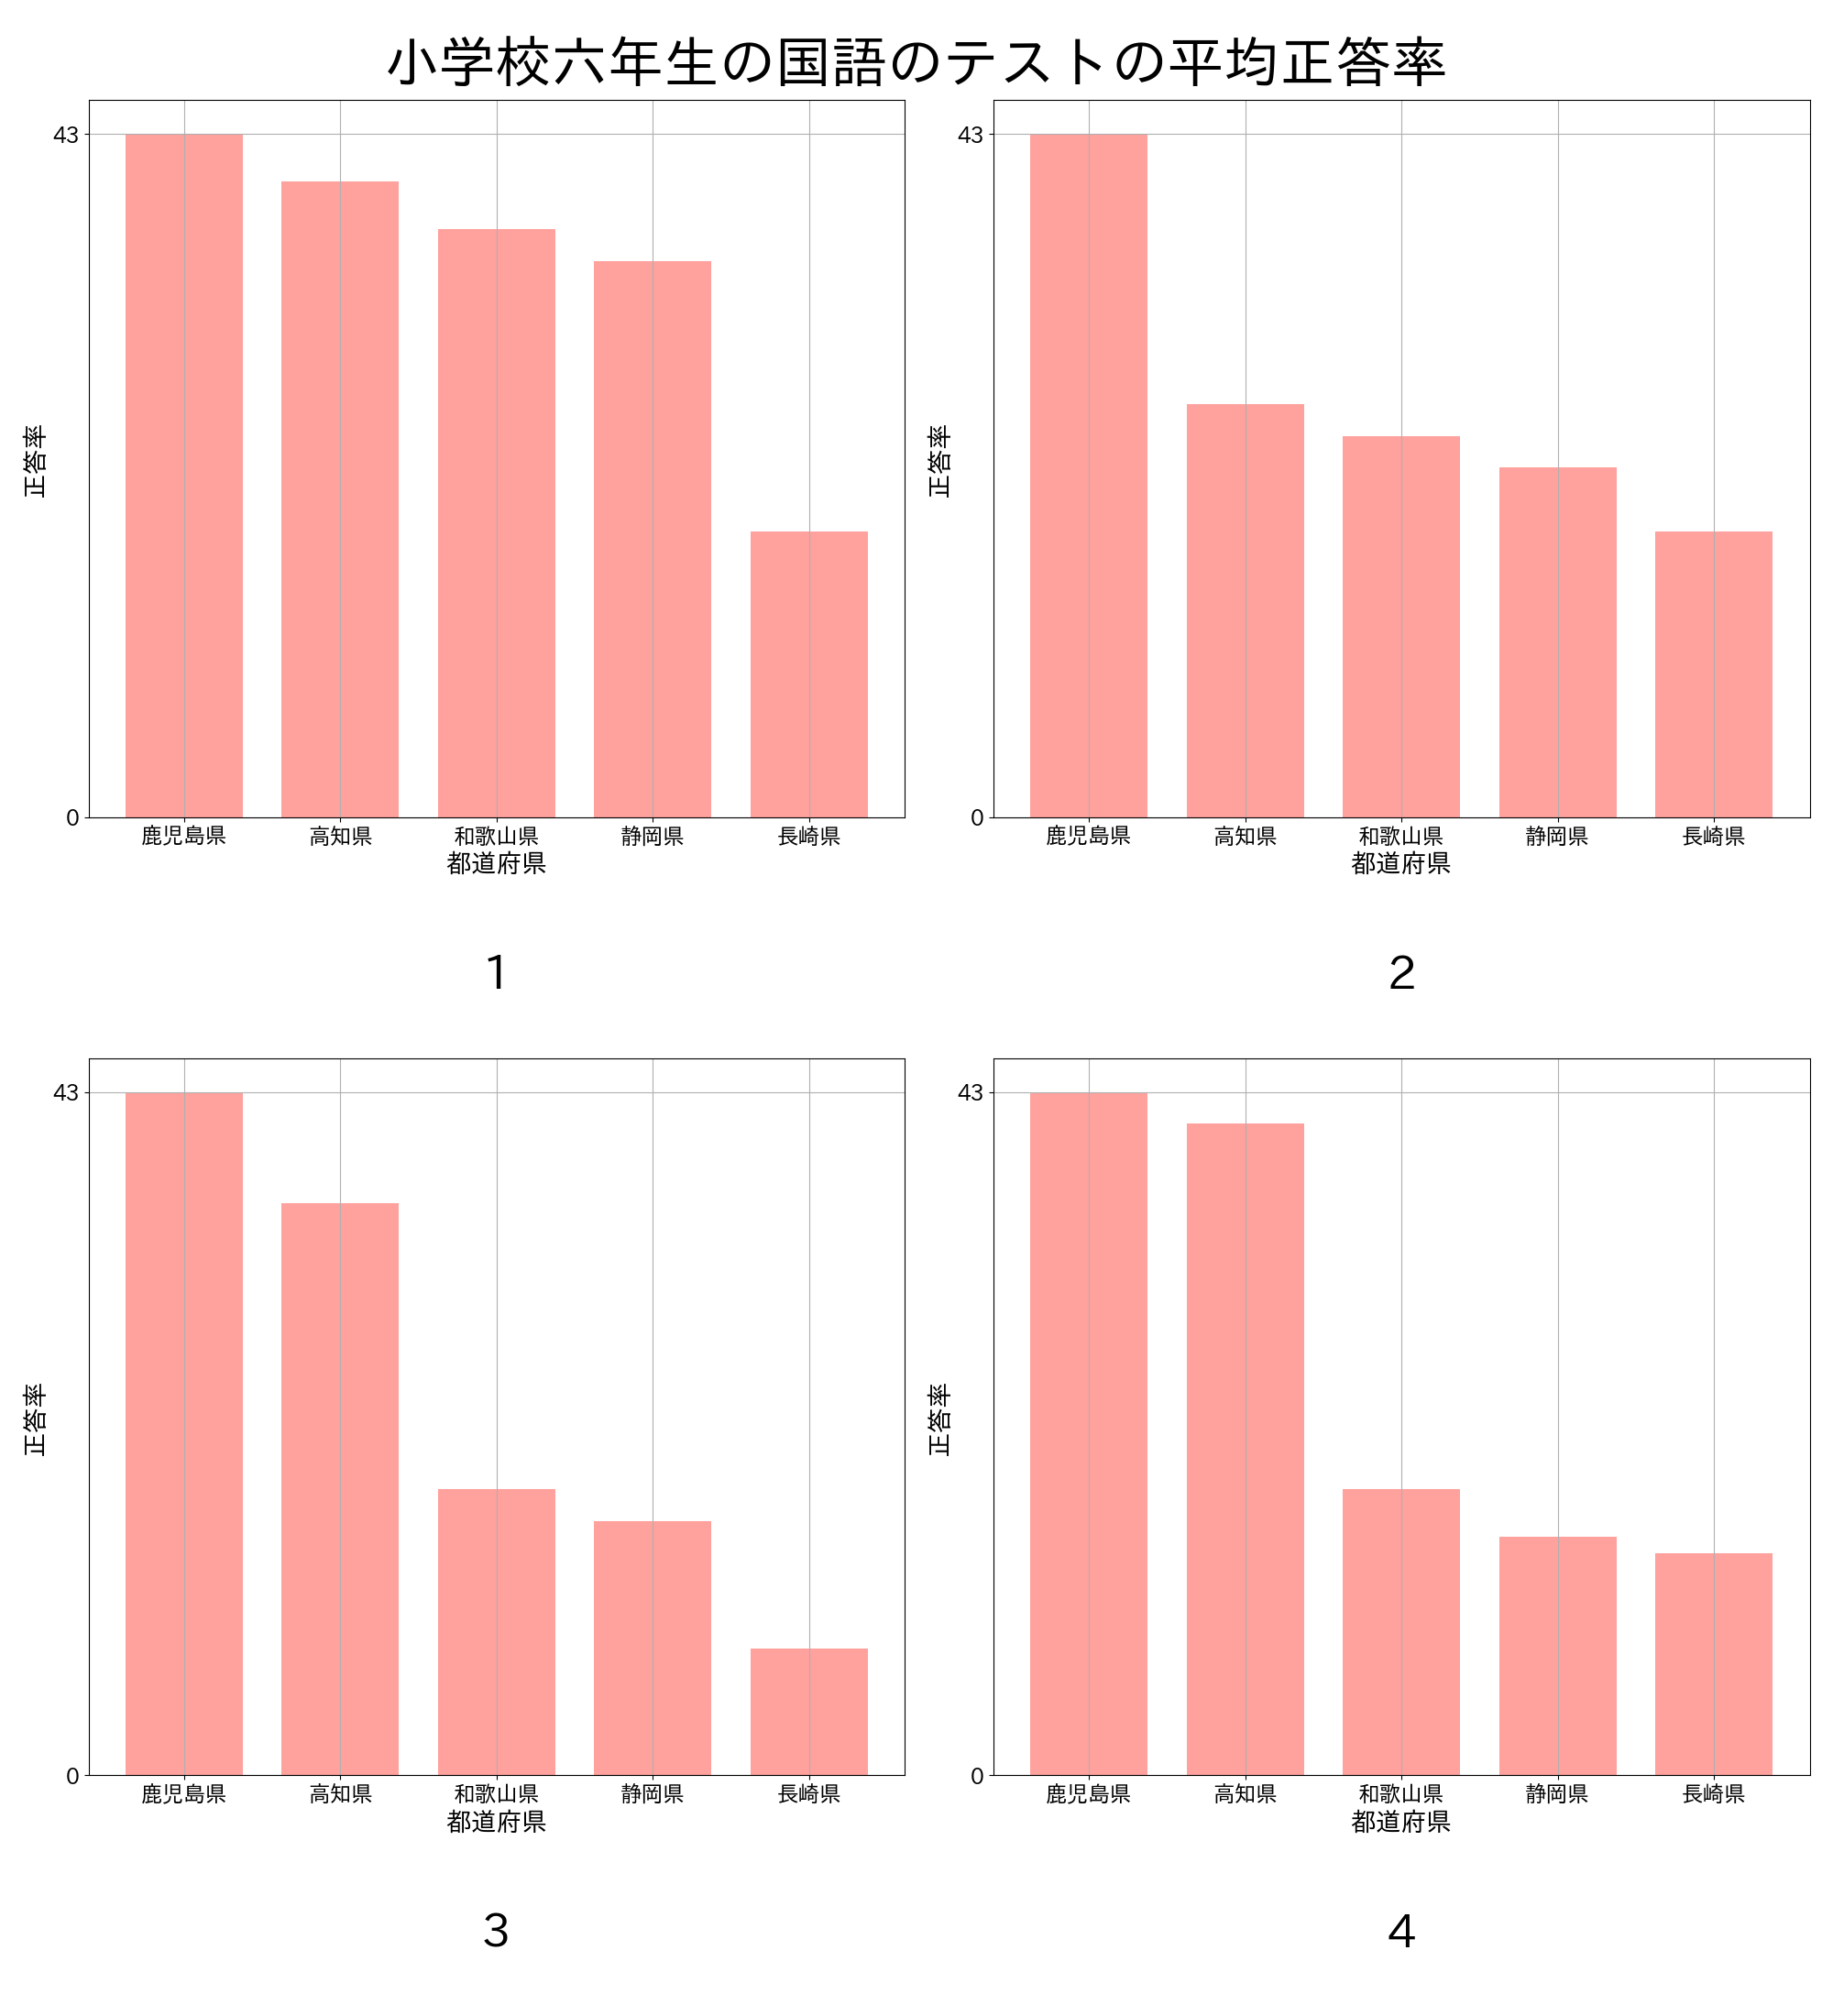 小学校六年生の国語のテストの平均正答率
43
0
正答率
鹿児島県 高知県 和歌山県 静岡県 長崎県
都道府県
1
43
0
正答率
鹿児島県 高知県 和歌山県 静岡県 長崎県
都道府県
2
43
0
正答率
鹿児島県 高知県 和歌山県 静岡県 長崎県
都道府県
3
43
0
正答率
鹿児島県 高知県 和歌山県 静岡県 長崎県
都道府県
4